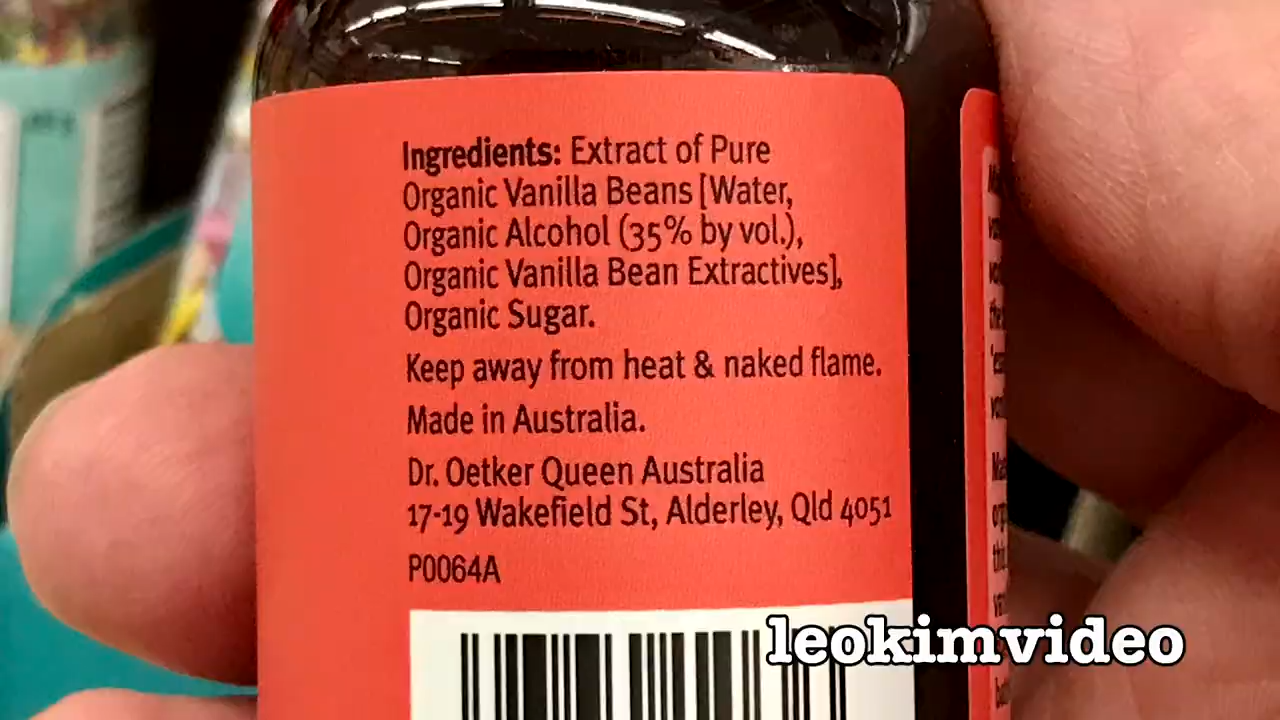 Ingredients: Extract of Pure
Organic Vanilla Beans [Water,
Organic Alcohol (35% by vol.),
Organic Vanilla Bean Extractives],
Organic Sugar.
Keep away from heat & naked flame.
Made in Australia.
Dr. Oetker Queen Australia
17-19 Wakefield St, Alderley, Qld 4051
P0064A
leokimvideo